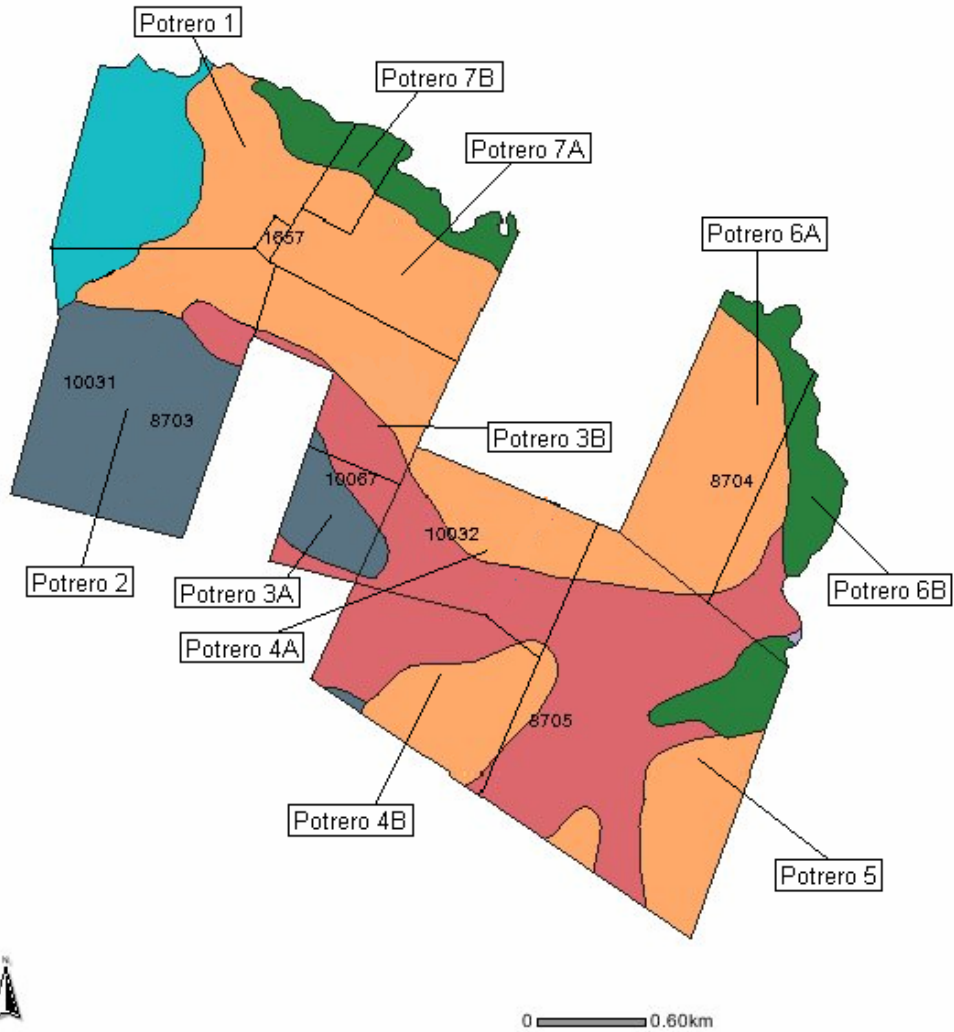 Potrero 1
Potrero 7B
Potrero 7A
1657
Potrero 6A
10031
8703
Potrero 3B
10067
8704
10032
Potrero 2
Potrero 3A
Potrero 6B
Potrero 4A
8705
Potrero 4B
Potrero 5
N
0 0.60km